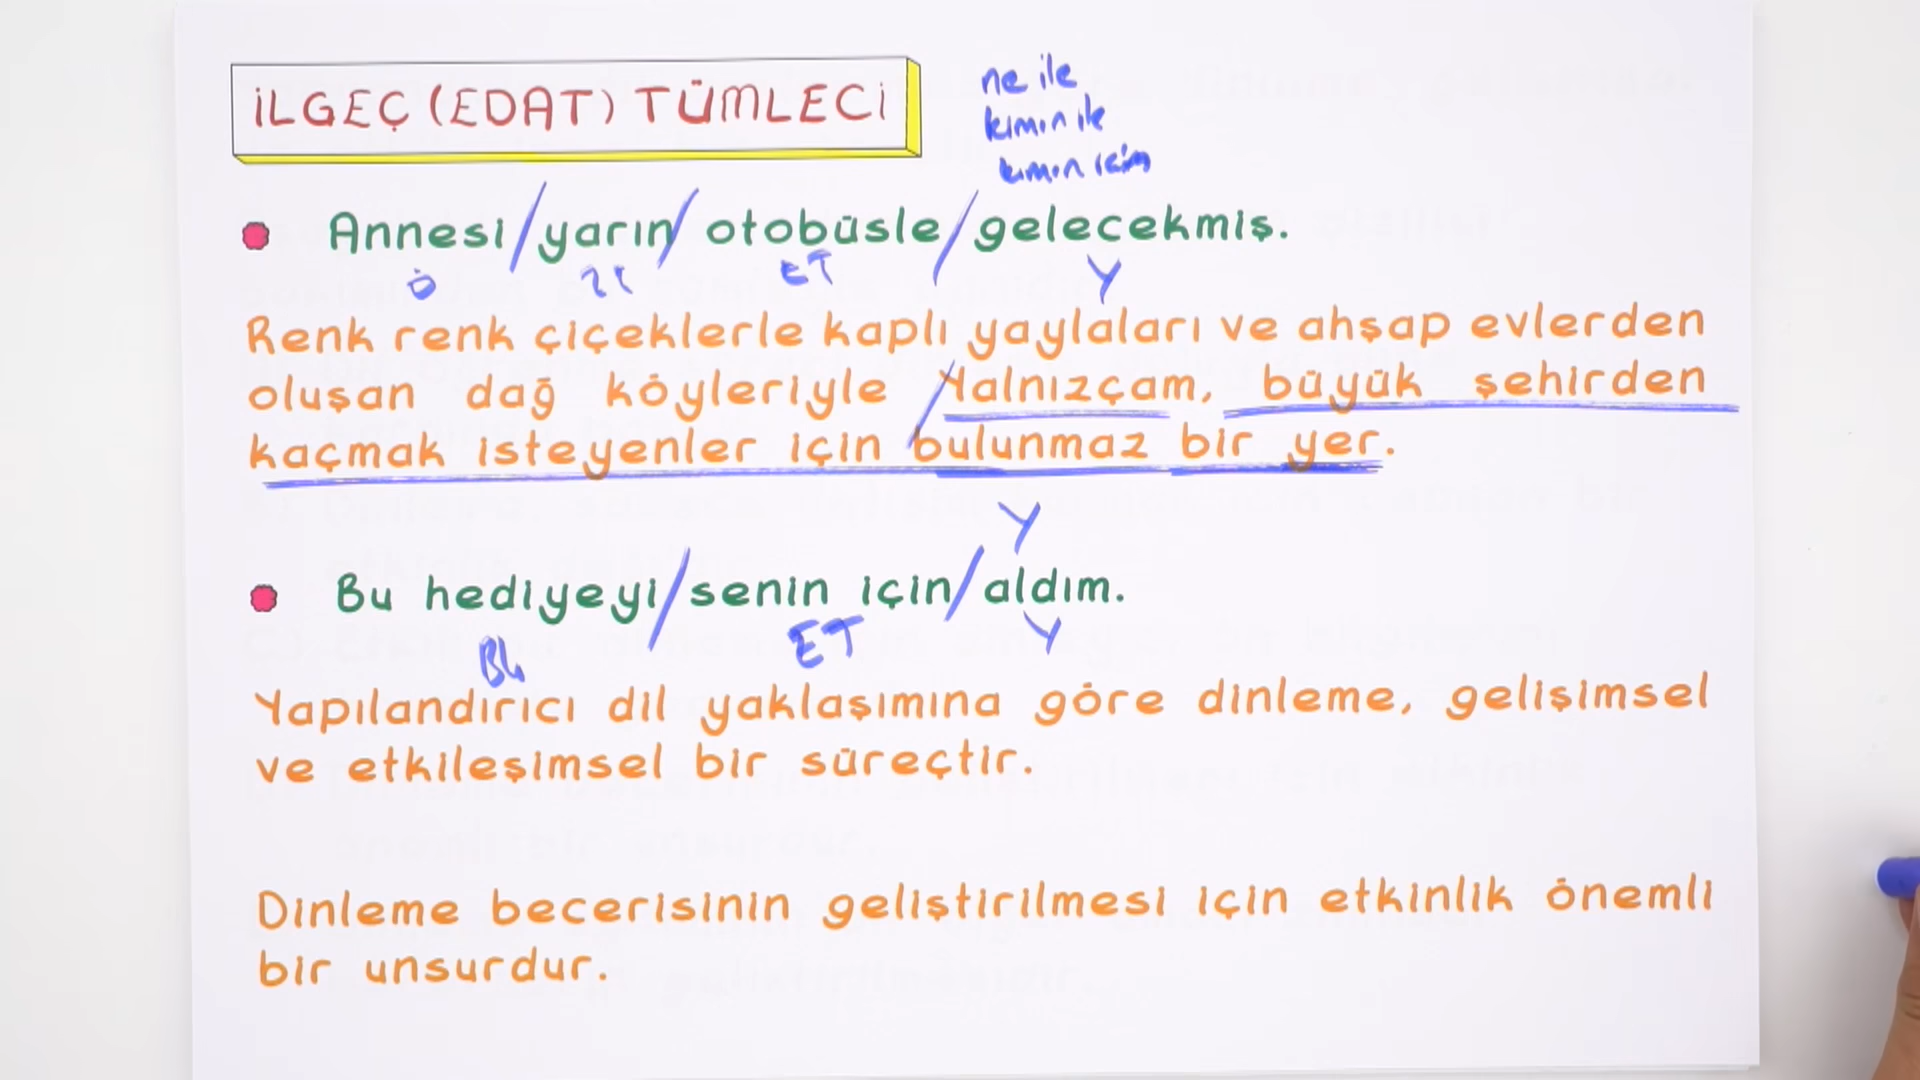 İLGEÇ (EDAT) TÜMLECİ
ne ile
kimin ile
kimin için
Annesi / yarın / otobüsle / gelecekmiş.
Ö ZT ET Y
Renk renk çiçeklerle kaplı yaylaları ve ahşap evlerden
oluşan dağ köyleriyle / Yalnızçam, büyük şehirden
kaçmak isteyenler için / bulunmaz bir yer.
Y
Bu hediyeyi / senin için / aldım.
ET Y
Yapılandırıcı dil yaklaşımına göre dinleme, gelişimsel
ve etkileşimsel bir süreçtir.
Dinleme becerisinin geliştirilmesi için etkinlik önemli
bir unsurdur.